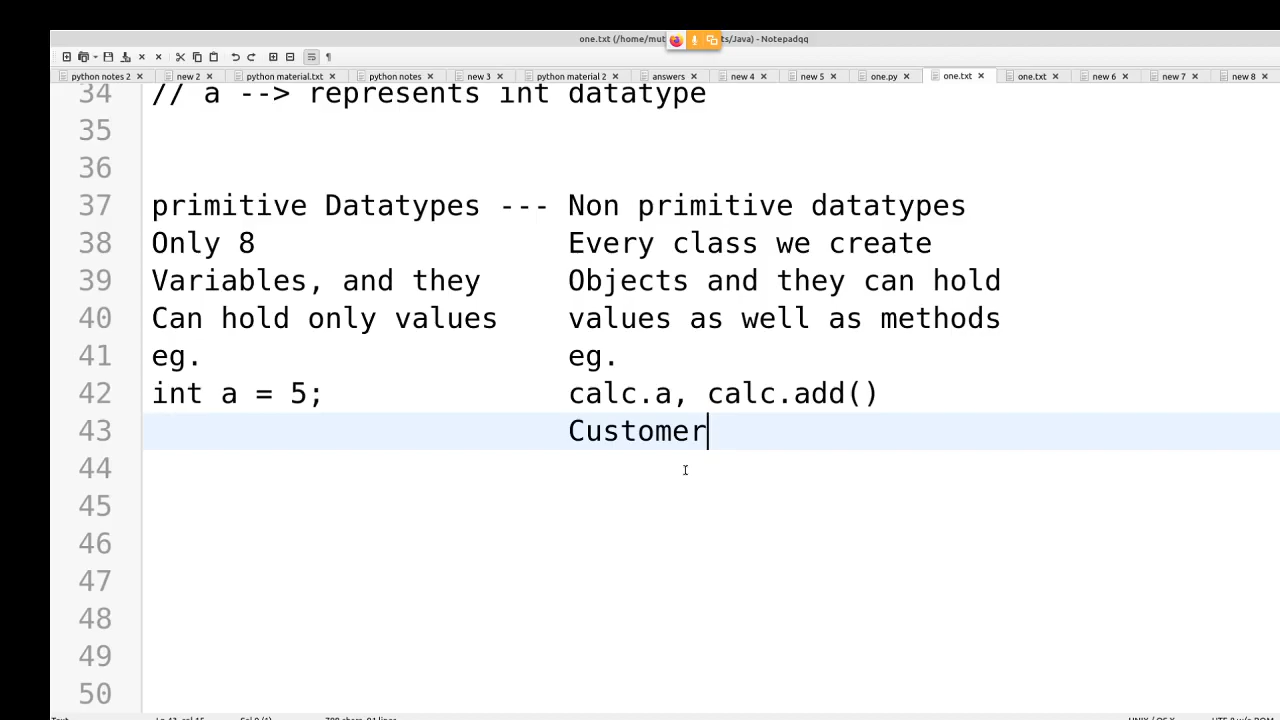 one.txt (/home/mut ts/Java) - Notepadqq
python notes 2 new 2 python material.txt python notes new 3 python material 2 answers new 4 new 5 one.py one.txt one.txt new 6 new 7 new 8
34 // a --> represents int datatype
35
36
37 primitive Datatypes --- Non primitive datatypes
38 Only 8 Every class we create
39 Variables, and they Objects and they can hold
40 Can hold only values values as well as methods
41 eg. eg.
42 int a = 5; calc.a, calc.add()
43 Customer
44
45
46
47
48
49
50